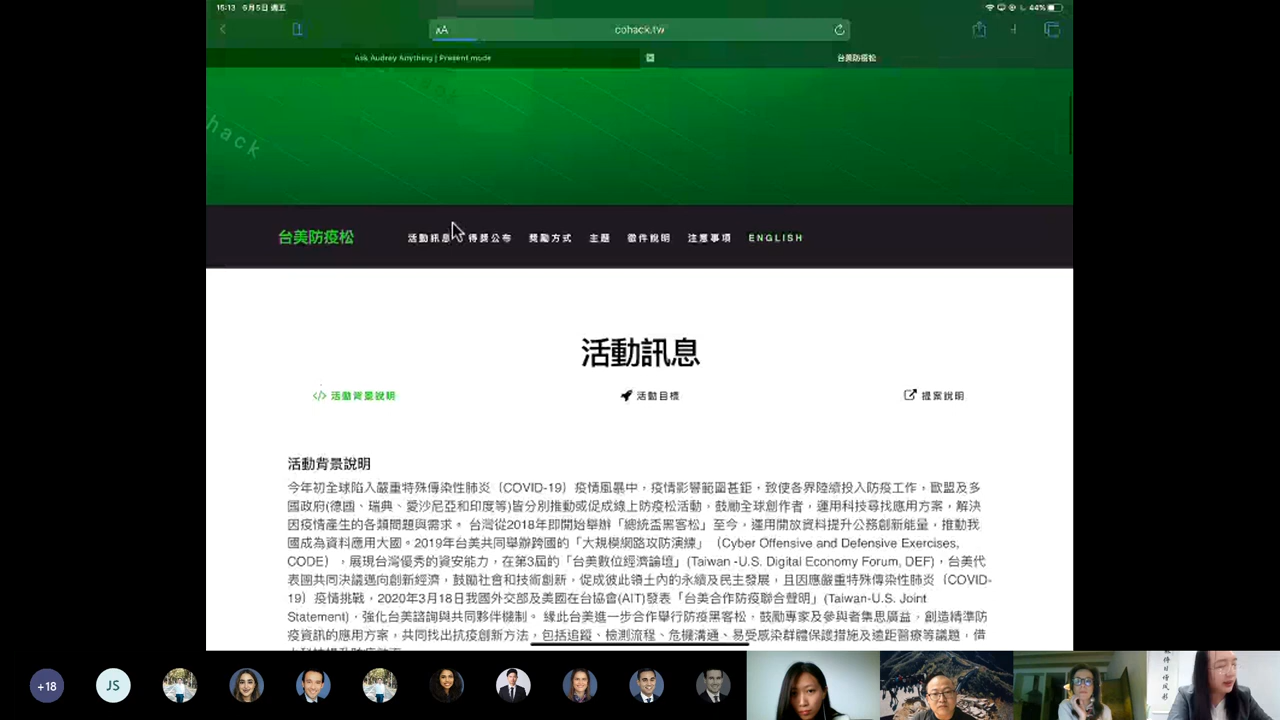 15:13 6月5日 週五
44%
AA
cohack.tw
Ask Audrey Anything | Present mode
台美防疫松
hack
台美防疫松
活動訊息 得獎公布 獎勵方式 主題 徵件說明 注意事項 ENGLISH
活動訊息
</> 活動背景說明
活動目標
提案說明
活動背景說明
今年初全球陷入嚴重特殊傳染性肺炎（COVID-19）疫情風暴中，疫情影響範圍甚鉅，致使各界陸續投入防疫工作，歐盟及多
國政府(德國、瑞典、愛沙尼亞和印度等)皆分別推動或促成線上防疫松活動，鼓勵全球創作者，運用科技尋找應用方案，解決
因疫情產生的各類問題與需求。 台灣從2018年即開始舉辦「總統盃黑客松」至今，運用開放資料提升公務創新能量，推動我
國成為資料應用大國。2019年台美共同舉辦跨國的「大規模網路攻防演練」（Cyber Offensive and Defensive Exercises,
CODE），展現台灣優秀的資安能力，在第3屆的「台美數位經濟論壇」(Taiwan -U.S. Digital Economy Forum, DEF)，台美代
表團共同決議邁向創新經濟，鼓勵社會和技術創新，促成彼此領土內的永續及民主發展，且因應嚴重特殊傳染性肺炎（COVID-
19）疫情挑戰，2020年3月18日我國外交部及美國在台協會(AIT)發表「台美合作防疫聯合聲明」(Taiwan-U.S. Joint
Statement)，強化台美諮詢與共同夥伴機制。 緣此台美進一步合作舉行防疫黑客松，鼓勵專家及參與者集思廣益，創造精準防
疫資訊的應用方案，共同找出抗疫創新方法，包括追蹤、檢測流程、危機溝通、易受感染群體保護措施及遠距醫療等議題，借
+18
JS